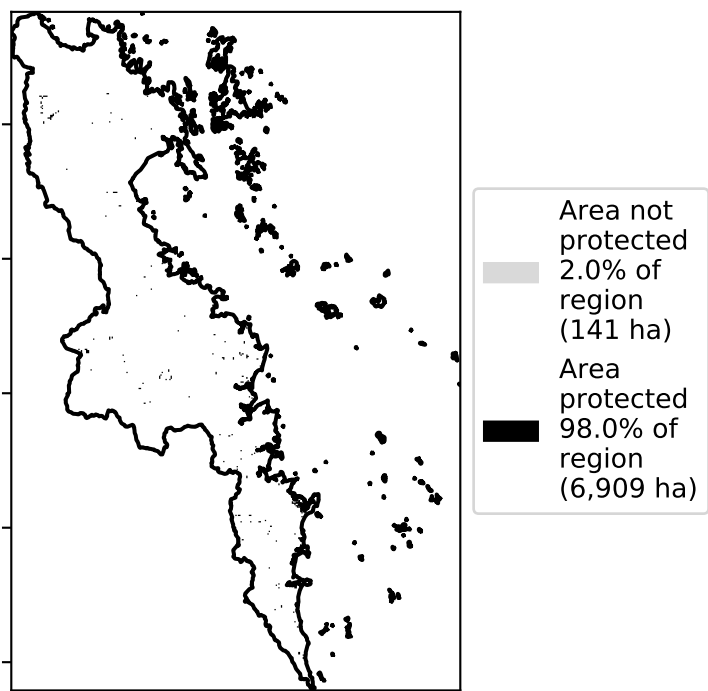 Area not
protected
2.0% of
region
(141 ha)
Area
protected
98.0% of
region
(6,909 ha)